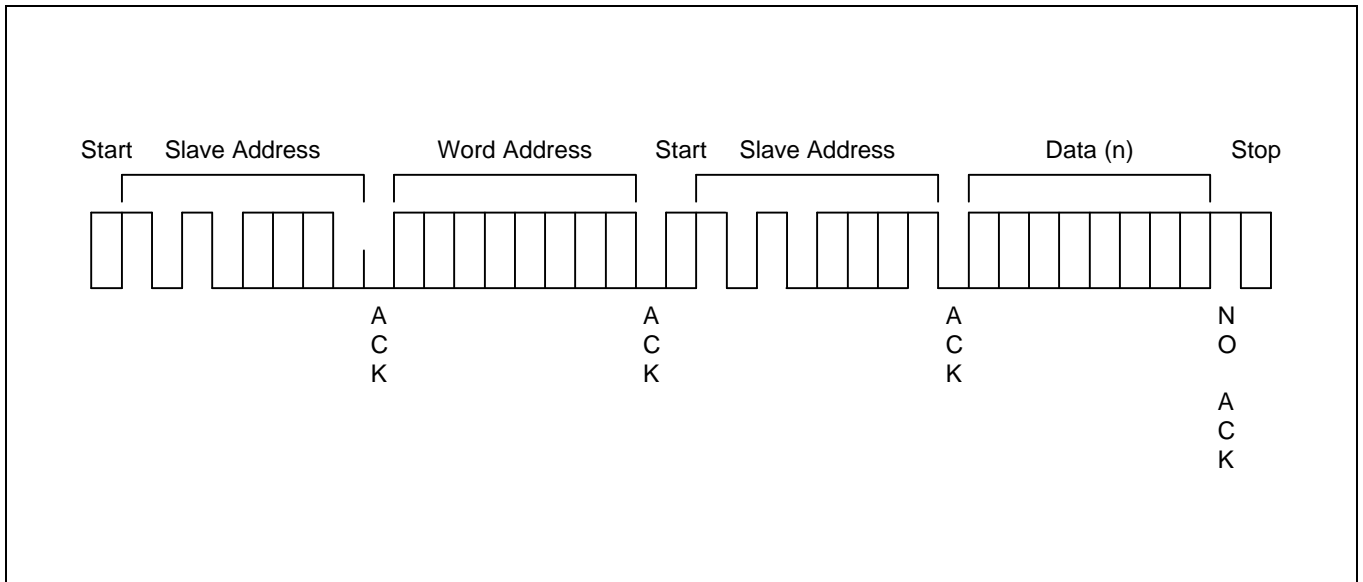 Start Slave Address Word Address Start Slave Address Data (n) Stop
A A A N
C C C O
K K K
A
C
K